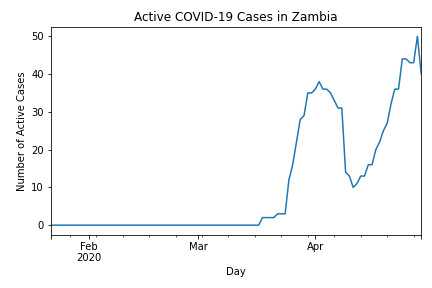 Active COVID-19 Cases in Zambia
Number of Active Cases
50
40
30
20
10
0
Feb
2020
Mar
Apr
Day